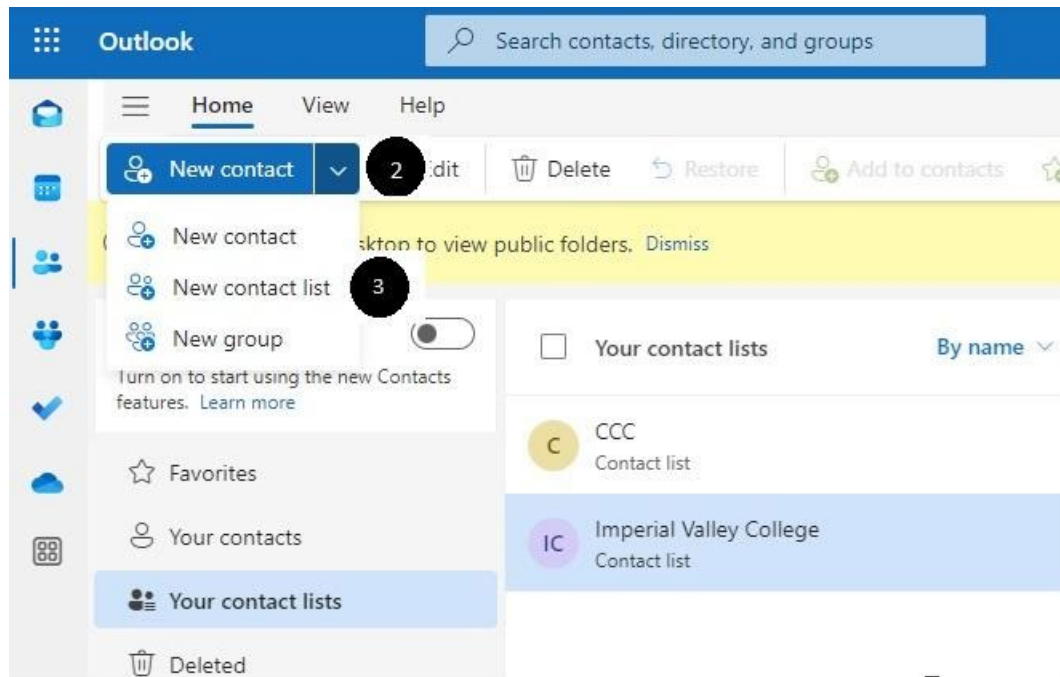 Outlook
Search contacts, directory, and groups
Home View Help
New contact 2 dit Delete Restore Add to contacts
New contact
sktop to view public folders. Dismiss
New contact list 3
New group
Turn on to start using the new Contacts
features. Learn more
Your contact lists By name
C CCC
Contact list
Favorites
IC Imperial Valley College
Contact list
Your contacts
Your contact lists
Deleted